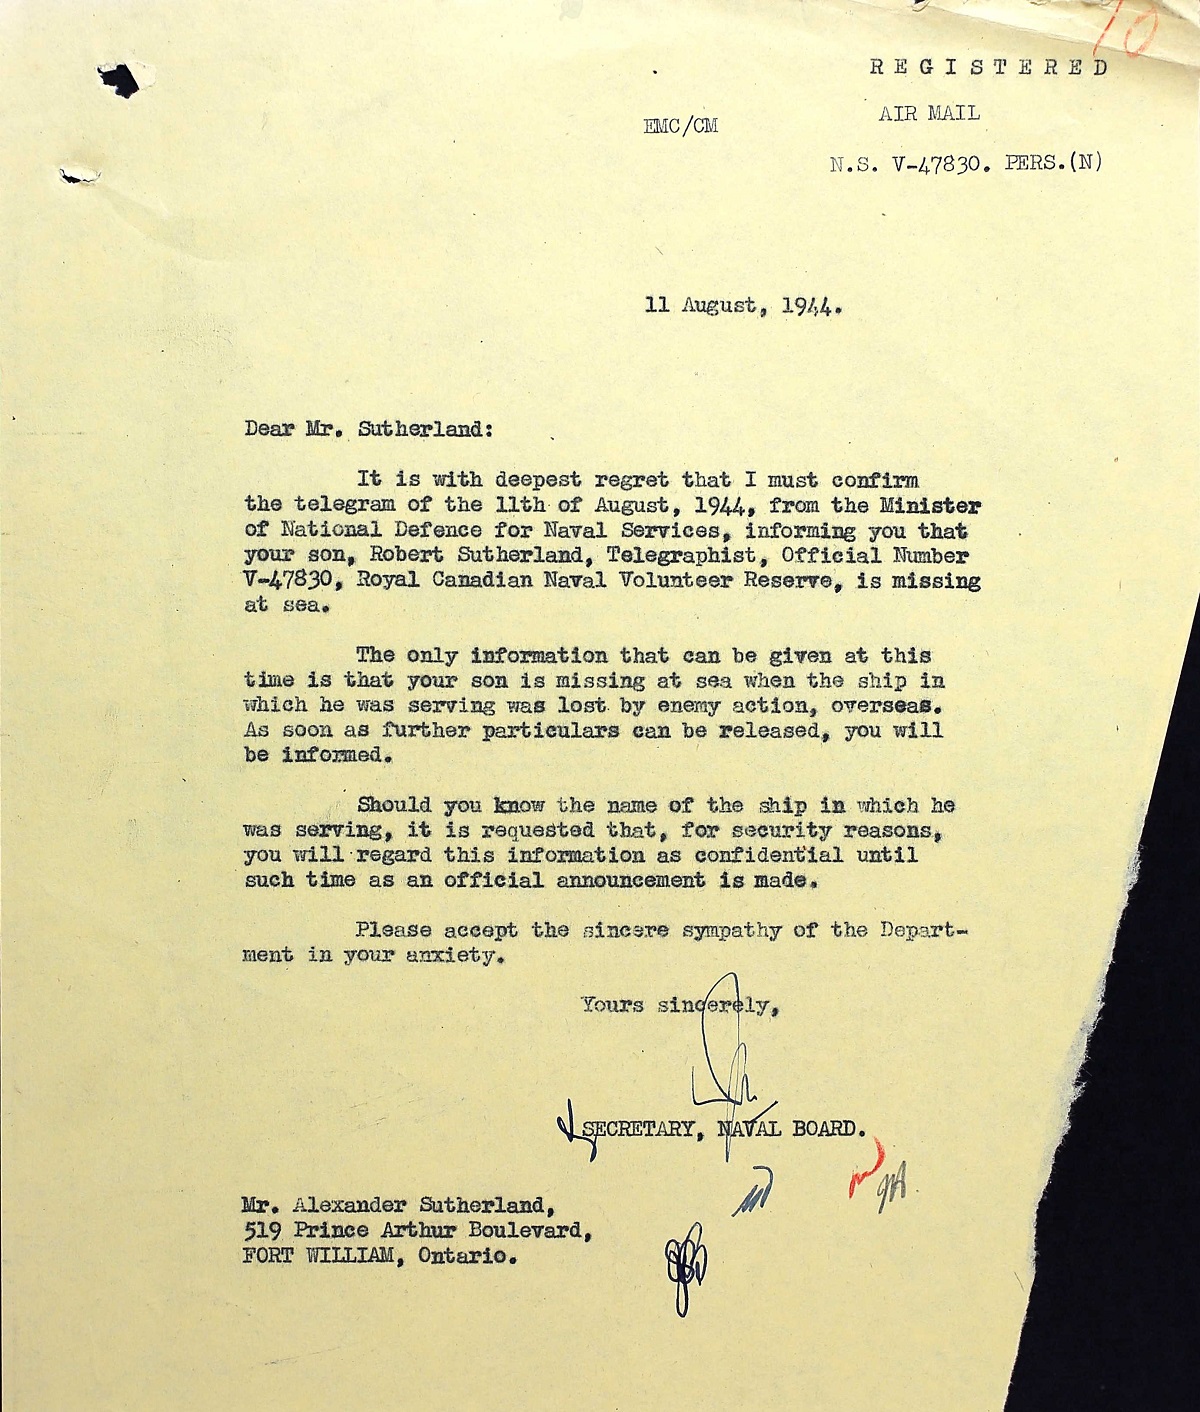 10
REGISTERED
AIR MAIL
EMC/CM
N.S. V-47830. PERS.(N)
11 August, 1944.
Dear Mr. Sutherland:
It is with deepest regret that I must confirm
the telegram of the 11th of August, 1944, from the Minister
of National Defence for Naval Services, informing you that
your son, Robert Sutherland, Telegraphist, Official Number
V-47830, Royal Canadian Naval Volunteer Reserve, is missing
at sea.
The only information that can be given at this
time is that your son is missing at sea when the ship in
which he was serving was lost by enemy action, overseas.
As soon as further particulars can be released, you will
be informed.
Should you know the name of the ship in which he
was serving, it is requested that, for security reasons,
you will regard this information as confidential until
such time as an official announcement is made.
Please accept the sincere sympathy of the Depart-
ment in your anxiety.
Yours sincerely,
SECRETARY, NAVAL BOARD.
Mr. Alexander Sutherland,
519 Prince Arthur Boulevard,
FORT WILLIAM, Ontario.